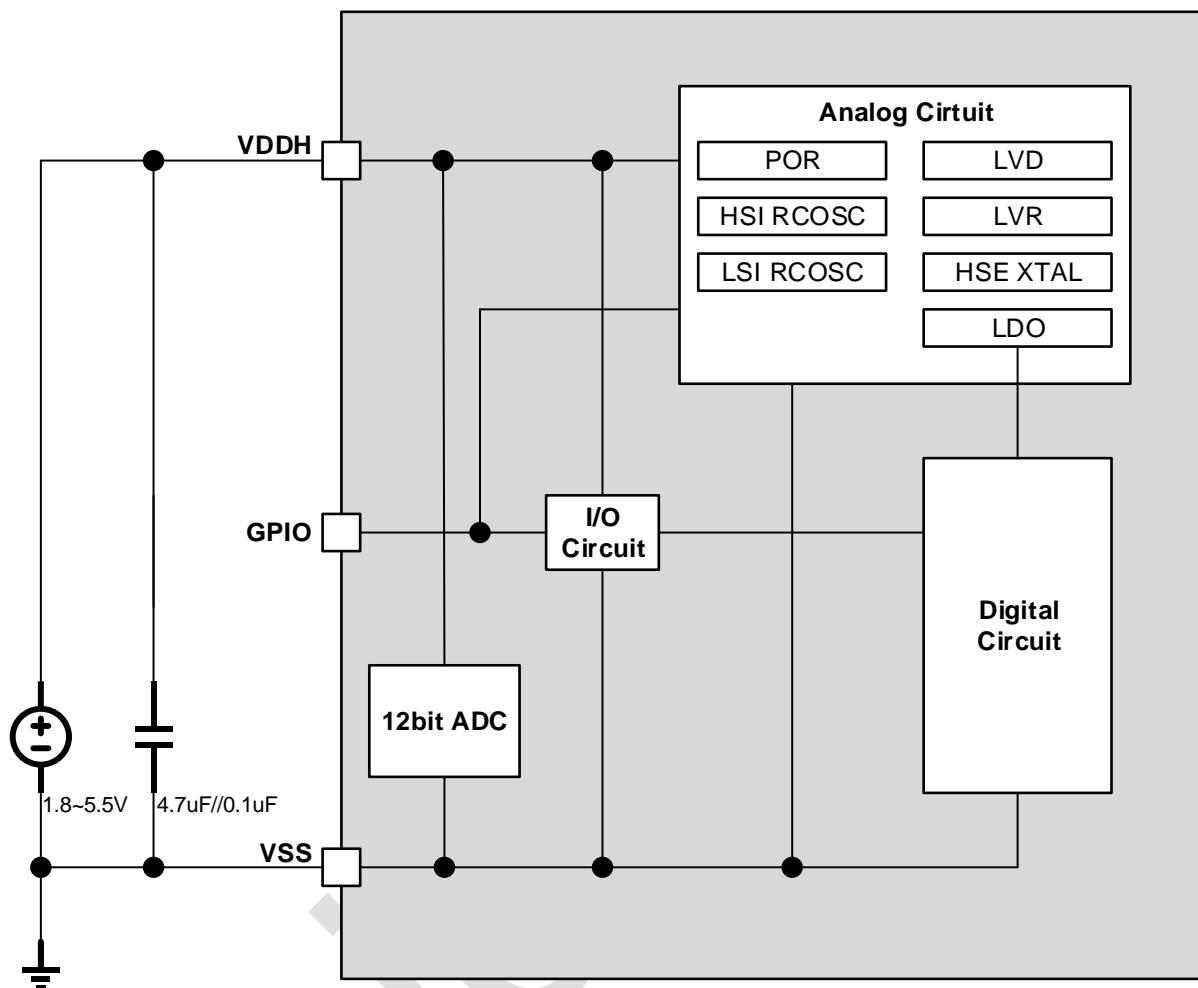 Analog Cirtuit
VDDH
POR
LVD
HSI RCOSC
LVR
LSI RCOSC
HSE XTAL
LDO
GPIO
I/O
Circuit
Digital
Circuit
12bit ADC
1.8~5.5V
4.7uF//0.1uF
VSS